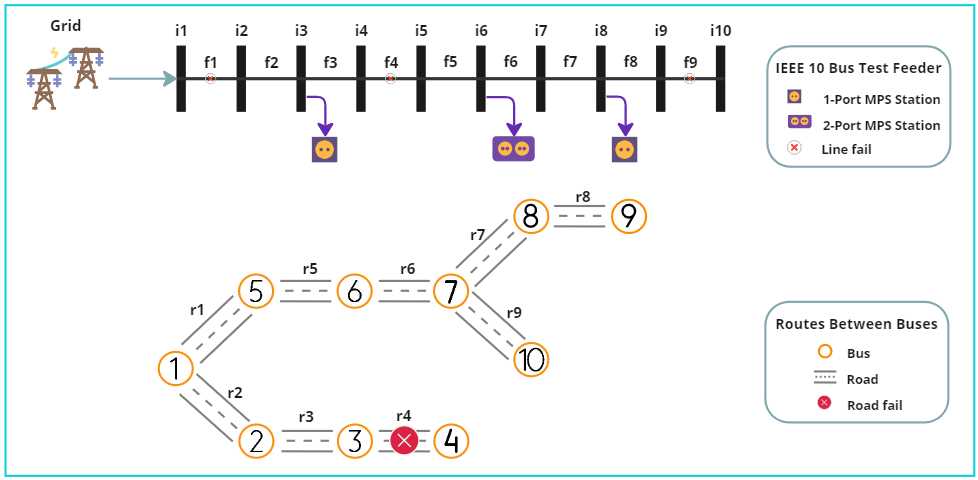 Grid
i1 i2 i3 i4 i5 i6 i7 i8 i9 i10
f1 f2 f3 f4 f5 f6 f7 f8 f9
IEEE 10 Bus Test Feeder
1-Port MPS Station
2-Port MPS Station
Line fail
r8
8 9
r7
r5 r6
5 6 7
r1
r9
1
10
r2
r3 r4
2 3 4
Routes Between Buses
Bus
Road
Road fail